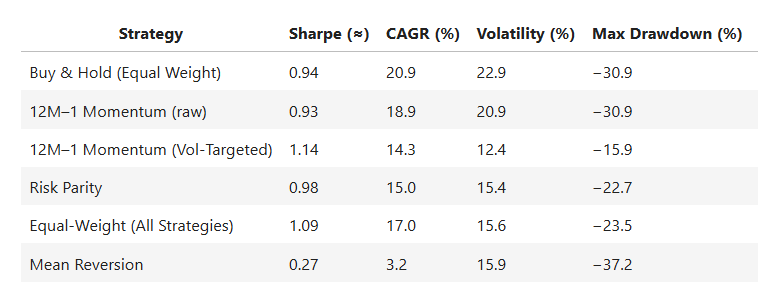 Strategy Sharpe (≈) CAGR (%) Volatility (%) Max Drawdown (%)
Buy & Hold (Equal Weight) 0.94 20.9 22.9 −30.9
12M–1 Momentum (raw) 0.93 18.9 20.9 −30.9
12M–1 Momentum (Vol-Targeted) 1.14 14.3 12.4 −15.9
Risk Parity 0.98 15.0 15.4 −22.7
Equal-Weight (All Strategies) 1.09 17.0 15.6 −23.5
Mean Reversion 0.27 3.2 15.9 −37.2